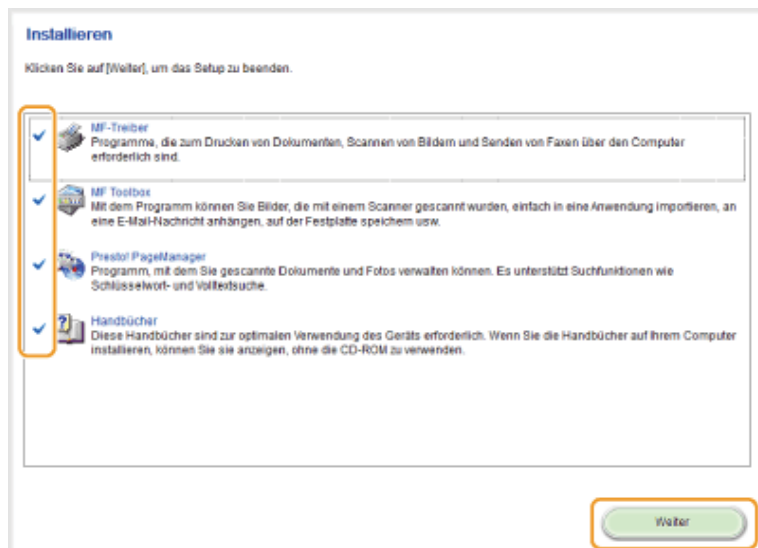 Installieren
Klicken Sie auf [Weiter], um das Setup zu beenden.
MF-Treiber
Programme, die zum Drucken von Dokumenten, Scannen von Bildern und Senden von Faxen über den Computer
erforderlich sind.
MF Toolbox
Mit dem Programm können Sie Bilder, die mit einem Scanner gescannt wurden, einfach in eine Anwendung importieren, an
eine E-Mail-Nachricht anhängen, auf der Festplatte speichern usw.
Presto! PageManager
Programm, mit dem Sie gescannte Dokumente und Fotos verwalten können. Es unterstützt Suchfunktionen wie
Schlüsselwort- und Volltextsuche.
Handbücher
Diese Handbücher sind zur optimalen Verwendung des Geräts erforderlich. Wenn Sie die Handbücher auf Ihrem Computer
installieren, können Sie sie anzeigen, ohne die CD-ROM zu verwenden.
Weiter